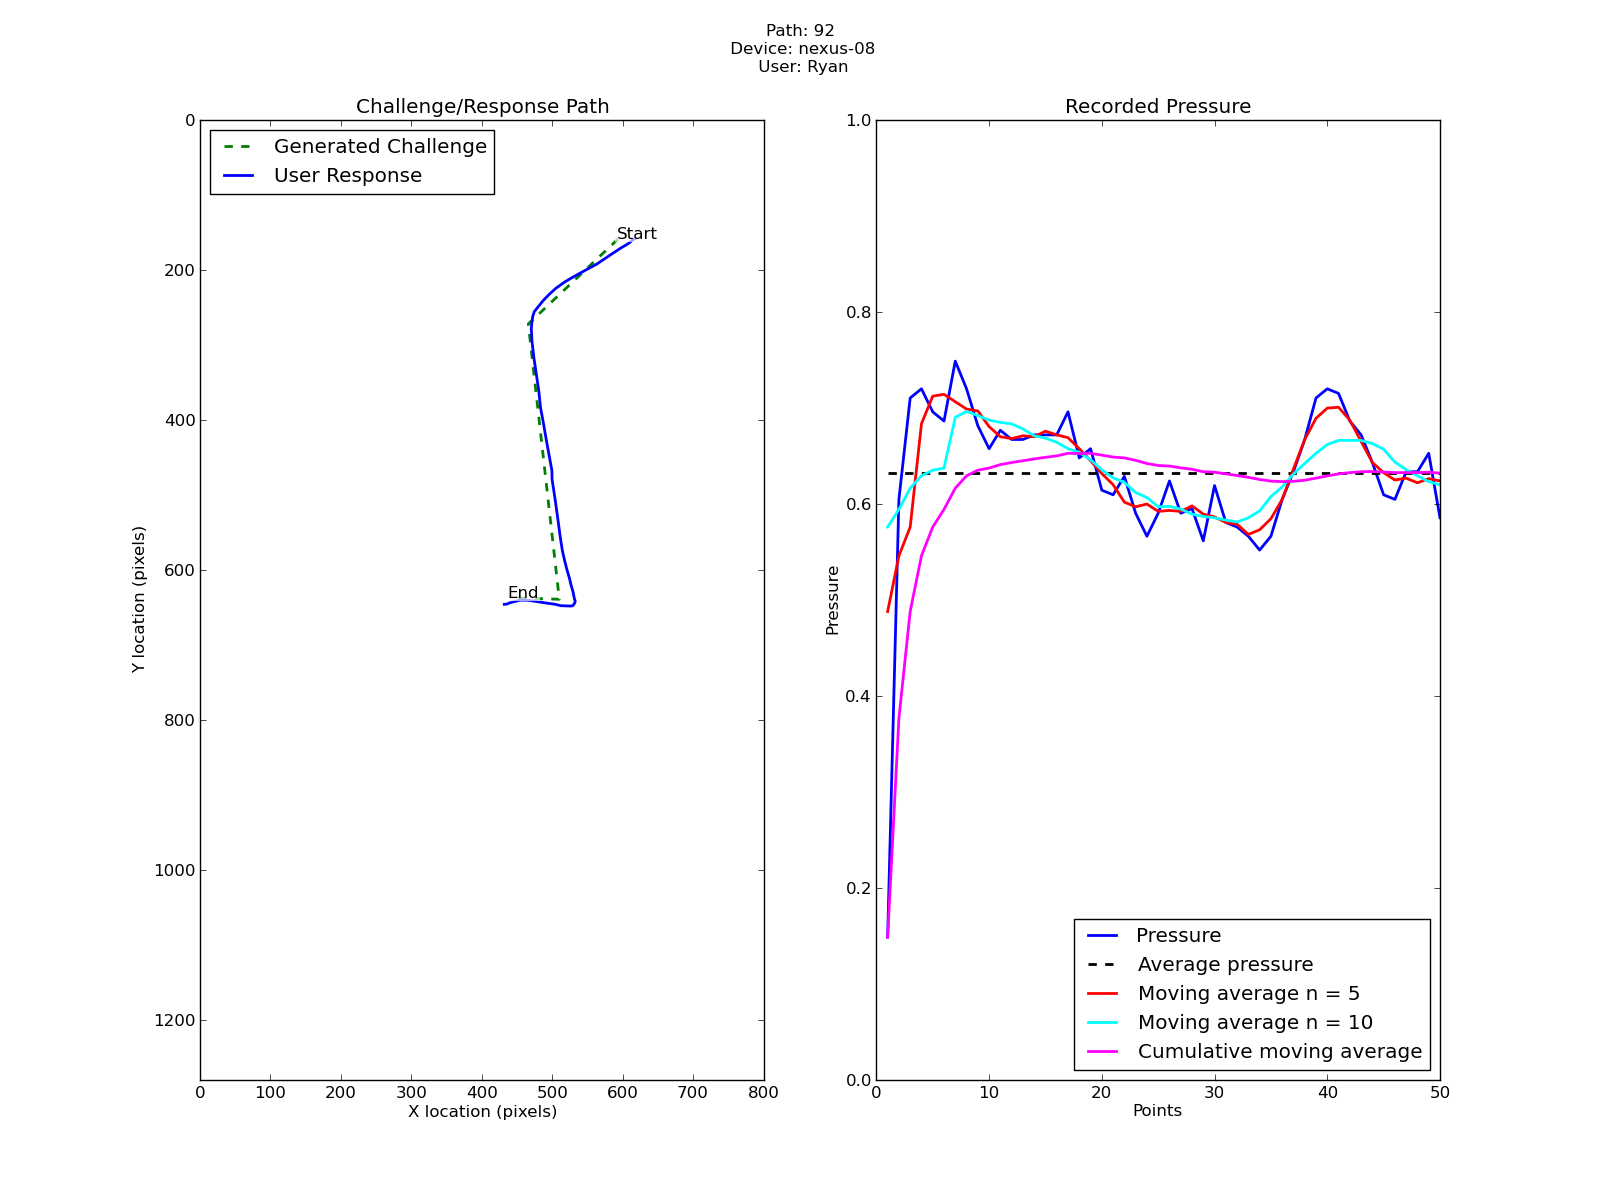 Path: 92
Device: nexus-08
User: Ryan
Challenge/Response Path
0
200
400
600
800
1000
1200
Y location (pixels)
Generated Challenge
User Response
Start
End
0 100 200 300 400 500 600 700 800
X location (pixels)
Recorded Pressure
1.0
0.8
0.6
0.4
0.2
0.0
Pressure
Pressure
Average pressure
Moving average n = 5
Moving average n = 10
Cumulative moving average
0 10 20 30 40 50
Points